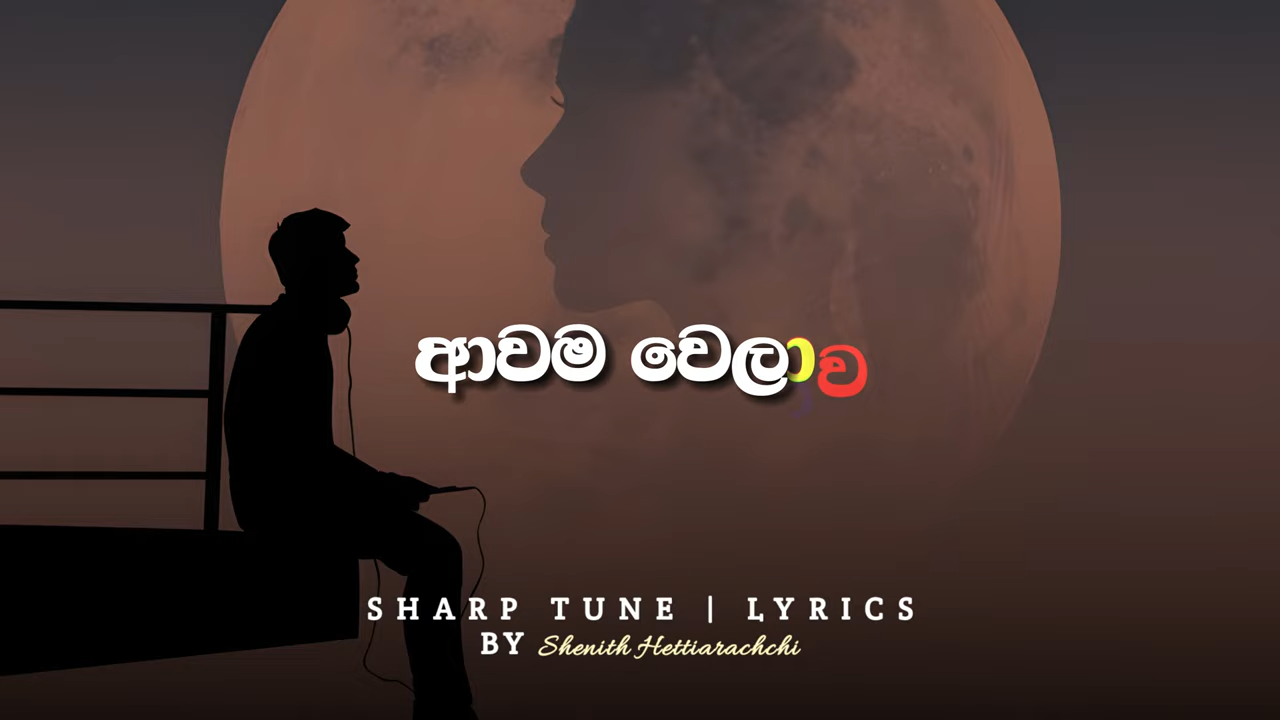 ආවම වෙලාව
SHARP TUNE | LYRICS
BY Shenith Hettiarachchi